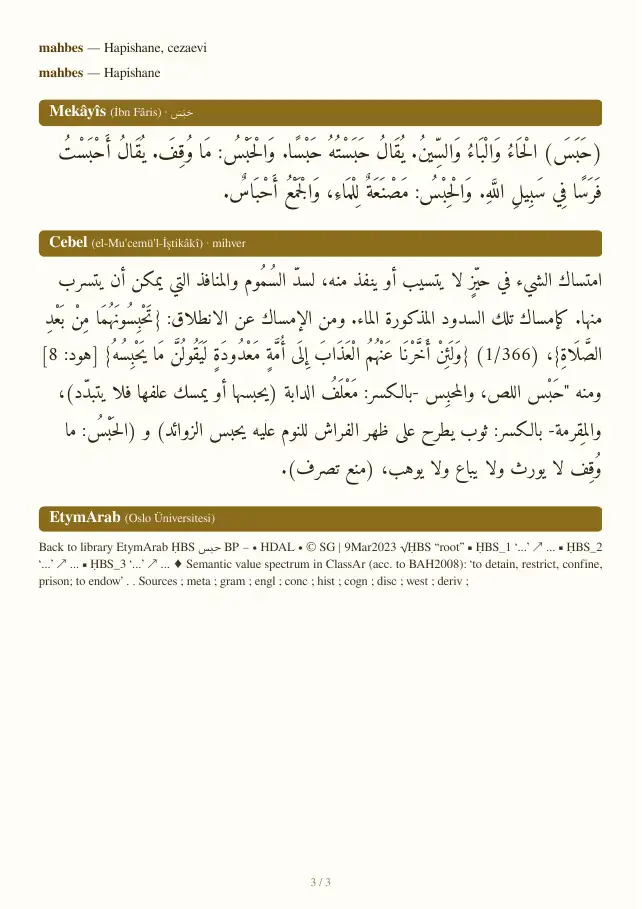 mahbes — Hapishane, cezaevi
mahbes — Hapishane
Mekâyîs (İbn Fâris) · حَبَسَ
(حَبَسَ) الْحَاءُ وَالْبَاءُ وَالسِّينُ. يُقَالُ حَبَسْتُهُ حَبْسًا. وَالْحَبْسُ: مَا وُقِفَ. يُقَالُ أَحْبَسْتُ
فَرَسًا فِي سَبِيلِ اللَّهِ. وَالْحِبْسُ: مَصْنَعَةٌ لِلْمَاءِ، وَالْجَمْعُ أَحْبَاسٌ.
Cebel (el-Mu'cemü'l-İştikâkî) · mihver
امتساك الشيء في حيِّزٍ لا يتسيب أو ينفذ منه، لسدّ السُمُوم والمنافذ التي يمكن أن يتسرب
منها. كإمساك تلك السدود المذكورة الماء. ومن الإمساك عن الانطلاق: {تَحْبِسُونَهُمَا مِنْ بَعْدِ
الصَّلَاةِ}، (1/366) {وَلَئِنْ أَخَّرْنَا عَنْهُمُ الْعَذَابَ إِلَى أُمَّةٍ مَعْدُودَةٍ لَيَقُولُنَّ مَا يَحْبِسُهُ} [هود: 8]
ومنه "حَبْس اللص، والمحبِس -بالكسر: مَعْلَفُ الدابة (يحبسها أو يمسك علفها فلا يتبدّد)،
والمِقرمة- بالكسر: ثوب يطرح على ظهر الفراش للنوم عليه يحبس الزوائد) و (الحَبْسُ: ما
وُقِف لا يورث ولا يباع ولا يوهب، (منع تصرف).
EtymArab (Oslo Üniversitesi)
Back to library EtymArab ḤBS حبس BP – • HDAL • © SG | 9Mar2023 √ḤBS “root” ▪ ḤBS_1 ‘...’ ↗ ... ▪ ḤBS_2
‘...’ ↗ ... ▪ ḤBS_3 ‘...’ ↗ ... ♦ Semantic value spectrum in ClassAr (acc. to BAH2008): ‘to detain, restrict, confine,
prison; to endow’ . . Sources ; meta ; gram ; engl ; conc ; hist ; cogn ; disc ; west ; deriv ;
3 / 3